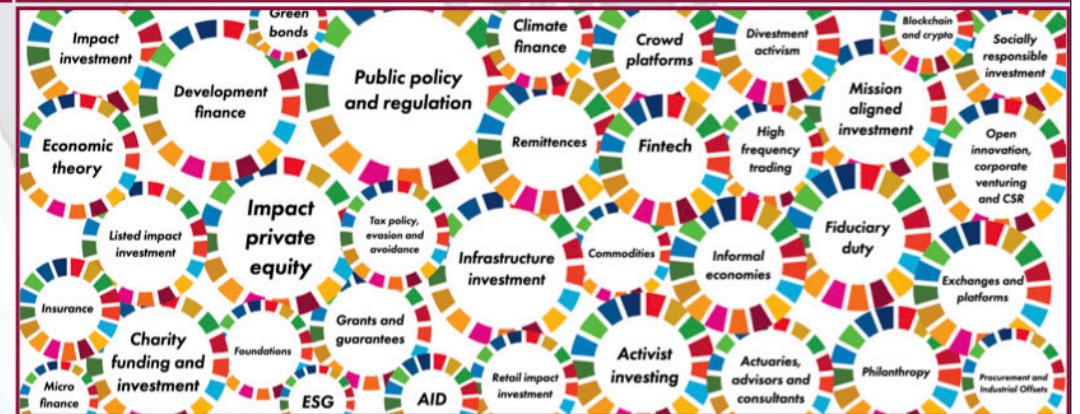 Impact
investment
Development
finance
Green
bonds
Public policy
and regulation
Climate
finance
Crowd
platforms
Divestment
activism
Blockchain
and crypto
Socially
responsible
investment
Economic
theory
Remittences
Fintech
High
frequency
trading
Mission
aligned
investment
Open
innovation,
corporate
venturing
and CSR
Listed impact
investment
Impact
private
equity
Tax policy,
evasion and
avoidance
Infrastructure
investment
Commodities
Informal
economies
Fiduciary
duty
Exchanges and
platforms
Insurance
Charity
funding and
investment
Foundations
Grants and
guarantees
Activist
investing
Micro
finance
ESG
AID
Retail impact
investment
Actuaries,
advisors and
consultants
Philanthropy
Procurement and
Industrial Offsets